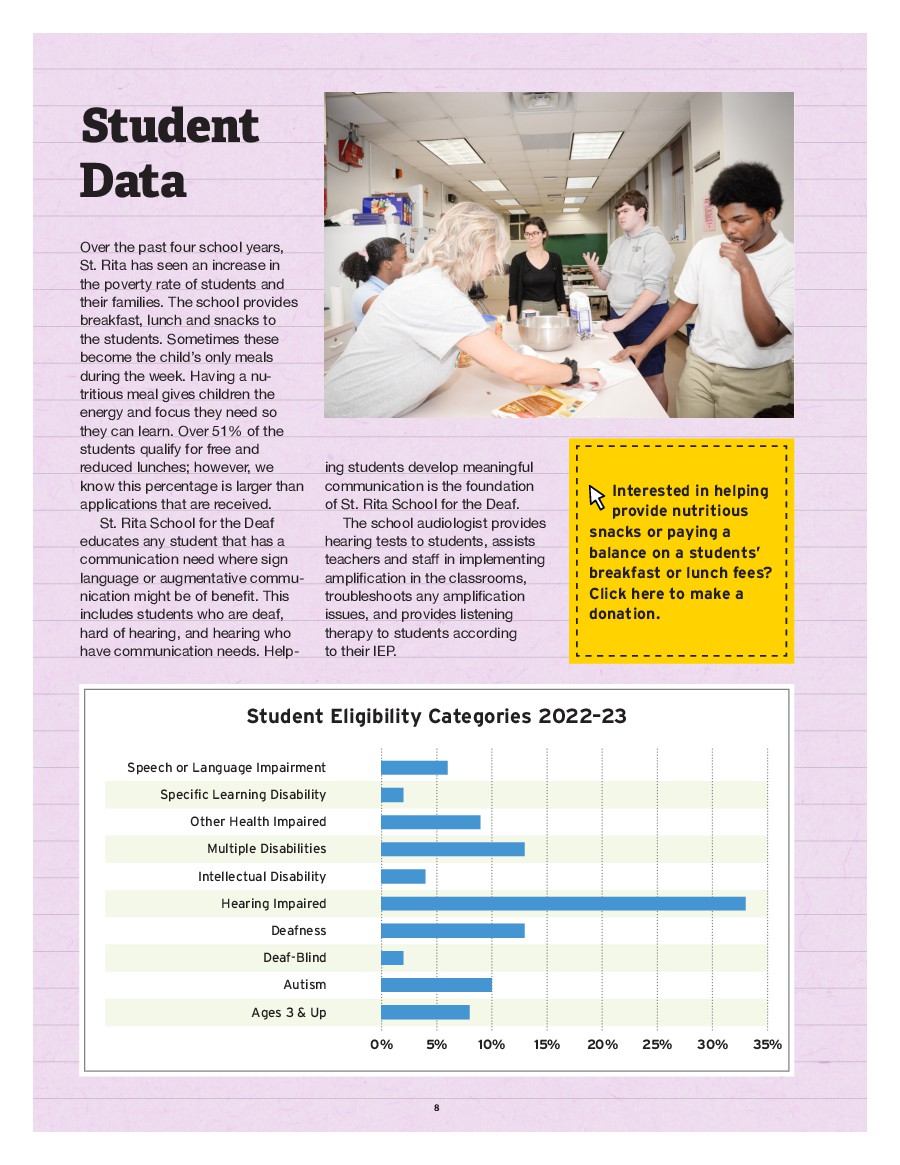 Student
Data
Over the past four school years,
St. Rita has seen an increase in
the poverty rate of students and
their families. The school provides
breakfast, lunch and snacks to
the students. Sometimes these
become the child's only meals
during the week. Having a nu-
tritious meal gives children the
energy and focus they need so
they can learn. Over 51% of the
students qualify for free and
reduced lunches; however, we
know this percentage is larger than
applications that are received.
St. Rita School for the Deaf
educates any student that has a
communication need where sign
language or augmentative commu-
nication might be of benefit. This
includes students who are deaf,
hard of hearing, and hearing who
have communication needs. Help-
ing students develop meaningful
communication is the foundation
of St. Rita School for the Deaf.
The school audiologist provides
hearing tests to students, assists
teachers and staff in implementing
amplification in the classrooms,
troubleshoots any amplification
issues, and provides listening
therapy to students according
to their IEP.
Interested in helping
provide nutritious
snacks or paying a
balance on a students'
breakfast or lunch fees?
Click here to make a
donation.
Student Eligibility Categories 2022–23
Speech or Language Impairment
Specific Learning Disability
Other Health Impaired
Multiple Disabilities
Intellectual Disability
Hearing Impaired
Deafness
Deaf-Blind
Autism
Ages 3 & Up
0% 5% 10% 15% 20% 25% 30% 35%
8